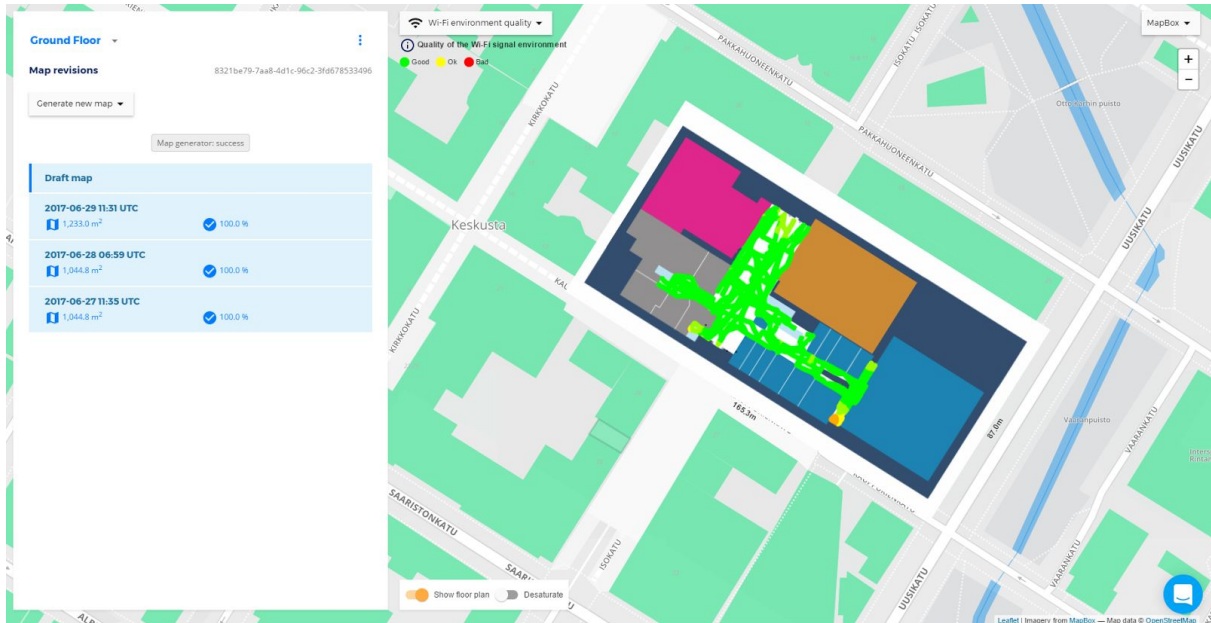 Ground Floor
Map revisions
8321be79-7aa8-4d1c-96c2-3fd678533496
Generate new map
Map generator: success
Draft map
2017-06-29 11:31 UTC
1,233.0 m²
100.0 %
2017-06-28 06:59 UTC
1,044.8 m²
100.0 %
2017-06-27 11:35 UTC
1,044.8 m²
100.0 %
Wi-Fi environment quality
Quality of the Wi-Fi signal environment
Good Ok Bad
MapBox
+
−
PAKKAHUONEENKATU
ISOKATU
ISOKATU
KIRKKOKATU
KIRKKOKATU
PAKKAHUONEENKATU
UUSIKATU
UUSIKATU
Keskusta
KIRKKOKATU
165.3m
87.0m
VAARANKATU
VAARANKATU
SAARISTONKATU
ISOKATU
UUSIKATU
VAARANKATU
Show floor plan
Desaturate
Leaflet | Imagery from MapBox — Map data © OpenStreetMap